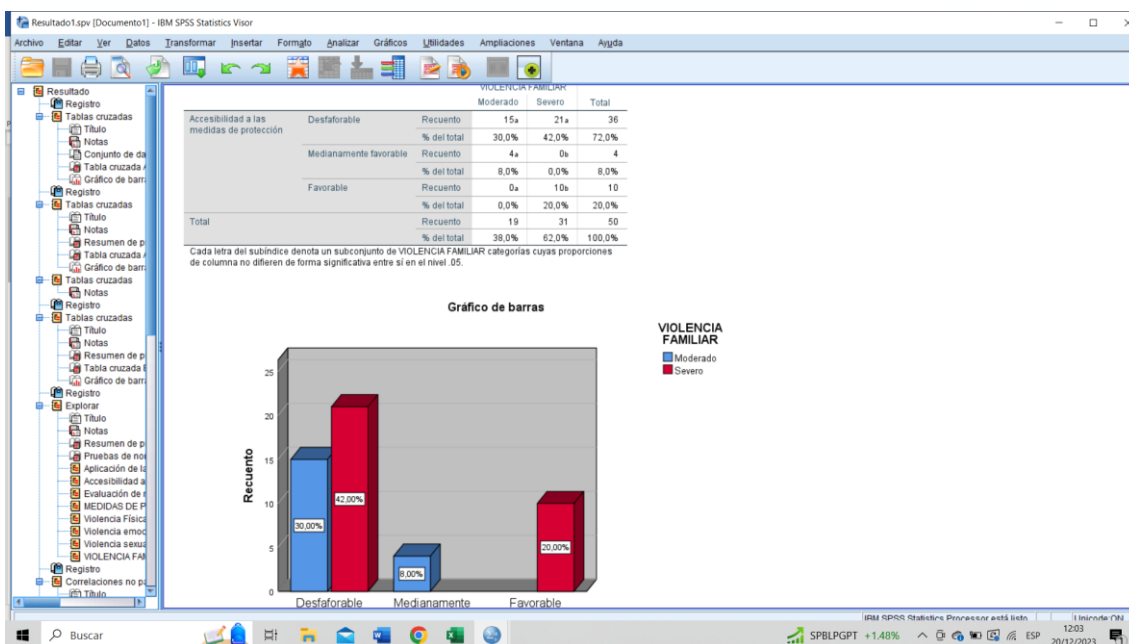 Resultado1.spv [Documento1] - IBM SPSS Statistics Visor
Archivo Editar Ver Datos Transformar Insertar Formato Analizar Gráficos Utilidades Ampliaciones Ventana Ayuda
Resultado
Registro
Tablas cruzadas
Título
Notas
Conjunto de da
Tabla cruzada A
Gráfico de barra
Registro
Tablas cruzadas
Título
Notas
Resumen de p
Tabla cruzada A
Gráfico de barra
Tablas cruzadas
Notas
Registro
Tablas cruzadas
Título
Notas
Resumen de p
Tabla cruzada E
Gráfico de barra
Registro
Explorar
Título
Notas
Resumen de p
Pruebas de no
Aplicación de la
Accesibilidad a
Evaluación de
MEDIDAS DE P
Violencia Física
Violencia emoc
Violencia sexua
VIOLENCIA FAM
Registro
Correlaciones no pa
Título
VIOLENCIA FAMILIAR
Moderado Severo Total
Accesibilidad a las medidas de protección Desfaforable Recuento 15a 21a 36
% del total 30,0% 42,0% 72,0%
Medianamente favorable Recuento 4a 0b 4
% del total 8,0% 0,0% 8,0%
Favorable Recuento 0a 10b 10
% del total 0,0% 20,0% 20,0%
Total Recuento 19 31 50
% del total 38,0% 62,0% 100,0%
Cada letra del subíndice denota un subconjunto de VIOLENCIA FAMILIAR categorías cuyas proporciones
de columna no difieren de forma significativa entre sí en el nivel .05.
Gráfico de barras
VIOLENCIA
FAMILIAR
Moderado
Severo
Recuento
25
20
15
10
5
0
30,00%
42,00%
8,00%
20,00%
Desfaforable Medianamente Favorable
IBM SPSS Statistics Processor está listo Unicode:ON
Buscar
SPBLPGPT +1.48%
ESP
12:03
20/12/2023